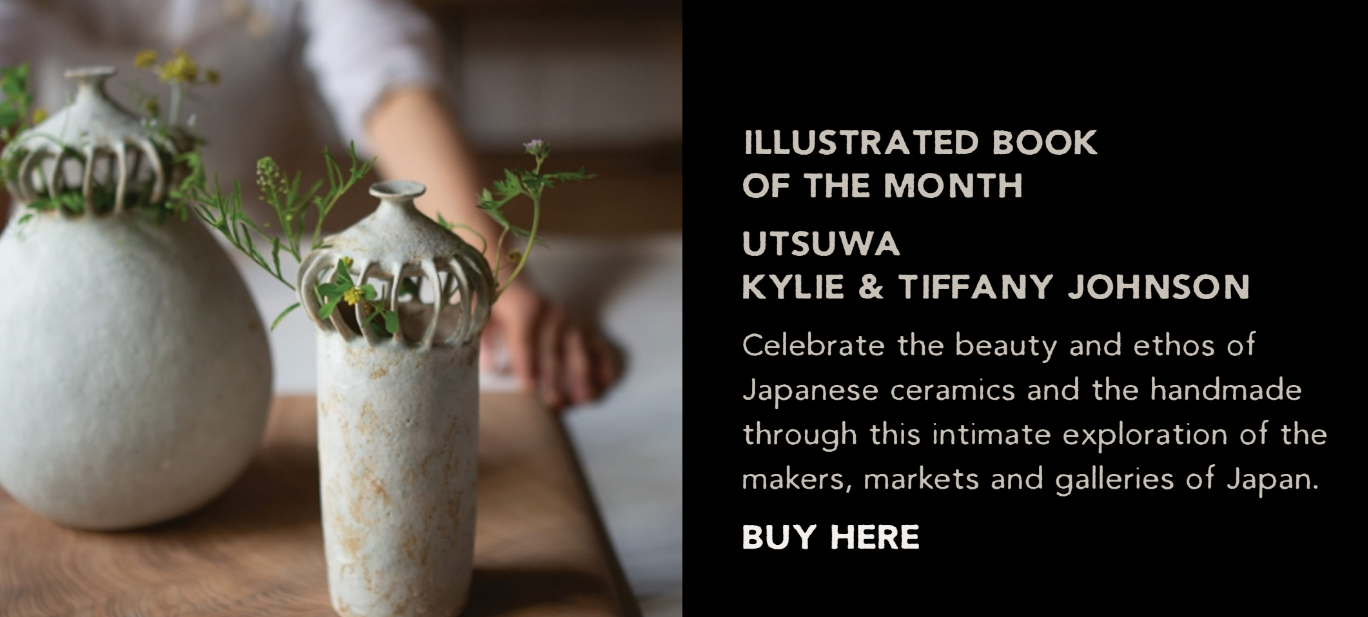 ILLUSTRATED BOOK
OF THE MONTH
UTSUWA
KYLIE & TIFFANY JOHNSON
Celebrate the beauty and ethos of
Japanese ceramics and the handmade
through this intimate exploration of the
makers, markets and galleries of Japan.
BUY HERE